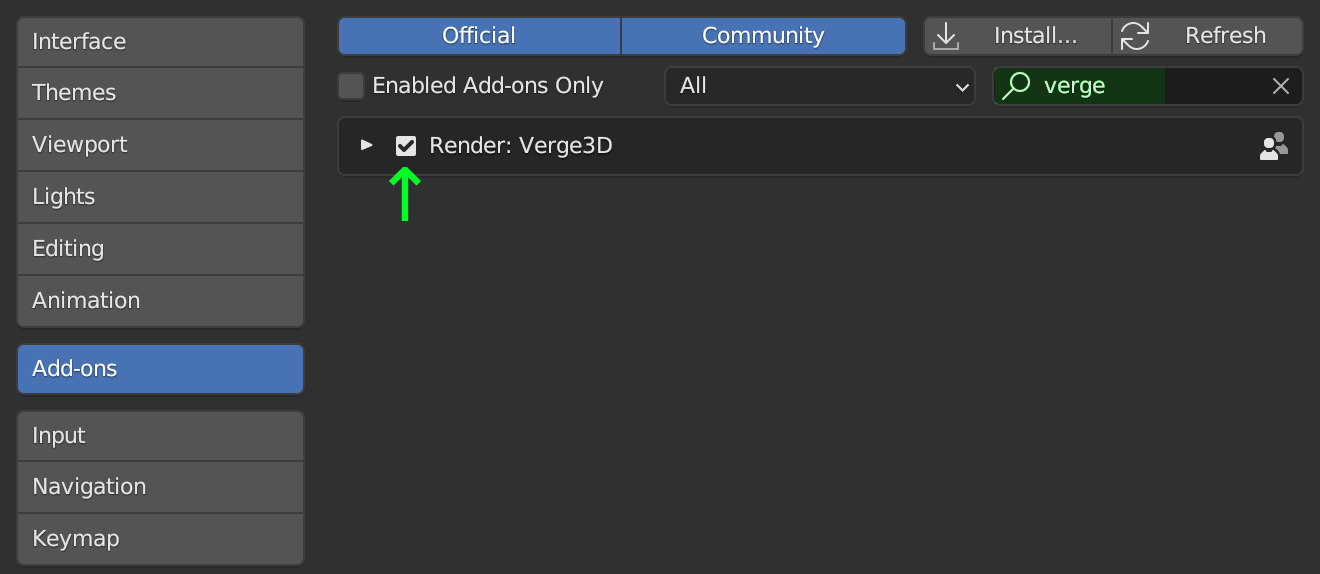 Interface
Themes
Viewport
Lights
Editing
Animation
Add-ons
Input
Navigation
Keymap
Official Community Install... Refresh
Enabled Add-ons Only All verge
Render: Verge3D